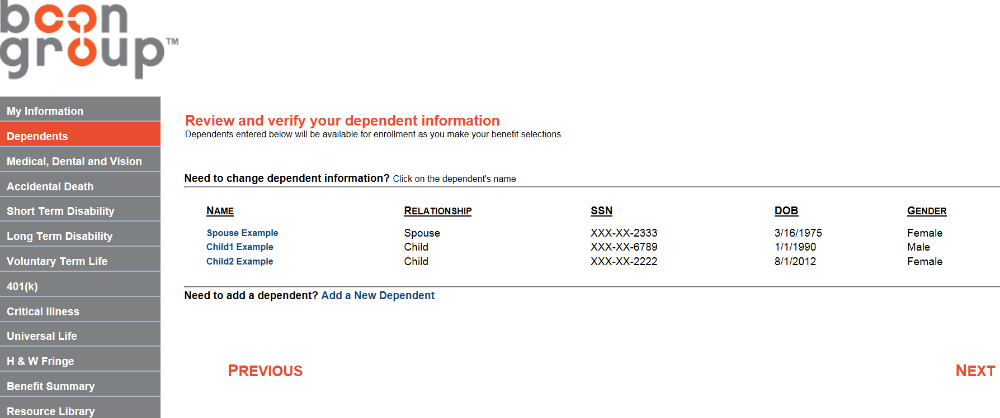 boon
group™
My Information
Dependents
Medical, Dental and Vision
Accidental Death
Short Term Disability
Long Term Disability
Voluntary Term Life
401(k)
Critical Illness
Universal Life
H & W Fringe
Benefit Summary
Resource Library
Review and verify your dependent information
Dependents entered below will be available for enrollment as you make your benefit selections
Need to change dependent information? Click on the dependent's name
NAME RELATIONSHIP SSN DOB GENDER
Spouse Example Spouse XXX-XX-2333 3/16/1975 Female
Child1 Example Child XXX-XX-6789 1/1/1990 Male
Child2 Example Child XXX-XX-2222 8/1/2012 Female
Need to add a dependent? Add a New Dependent
PREVIOUS NEXT